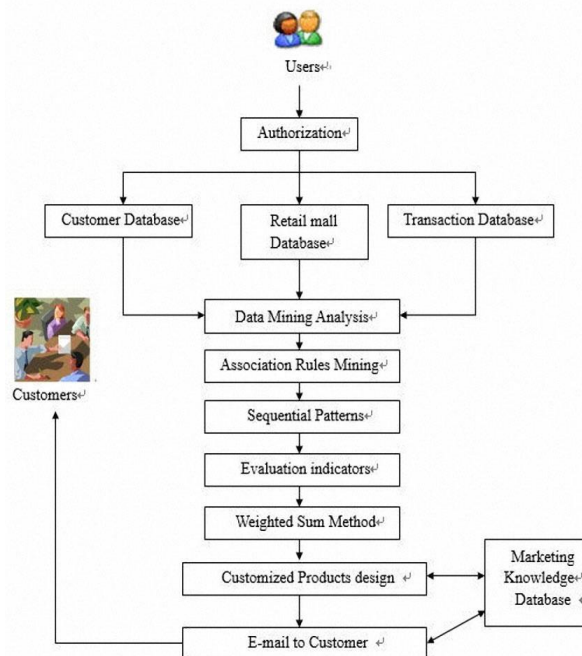 Users
Authorization
Customer Database
Retail mall
Database
Transaction Database
Data Mining Analysis
Association Rules Mining
Customers
Sequential Patterns
Evaluation indicators
Weighted Sum Method
Customized Products design
Marketing
Knowledge
Database
E-mail to Customer